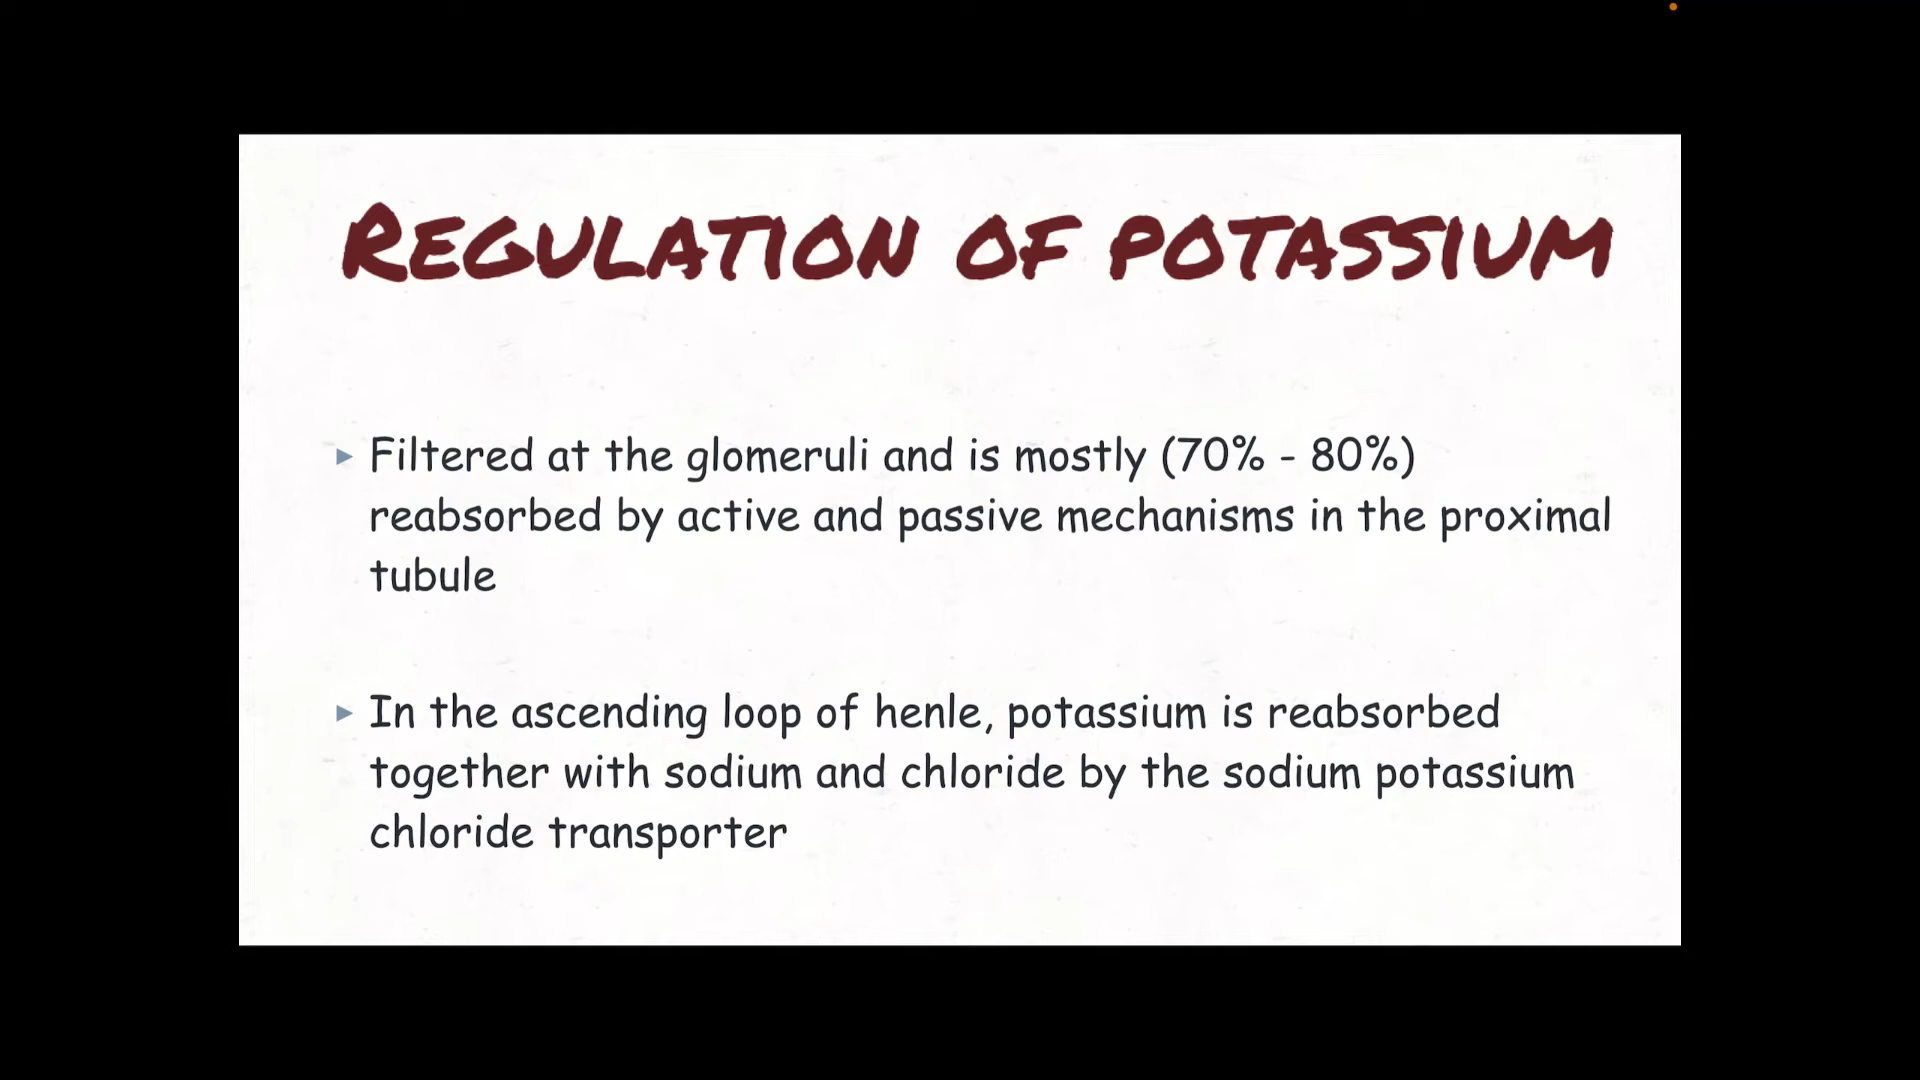 REGULATION OF POTASSIUM
Filtered at the glomeruli and is mostly (70% - 80%)
reabsorbed by active and passive mechanisms in the proximal
tubule
In the ascending loop of henle, potassium is reabsorbed
together with sodium and chloride by the sodium potassium
chloride transporter